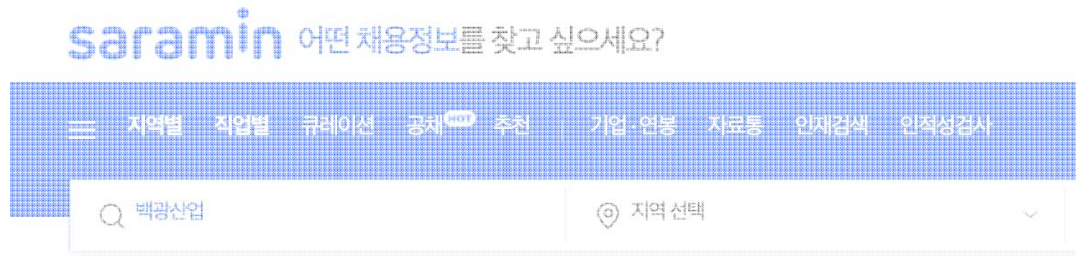 saramin 어떤 채용정보를 찾고 싶으세요?
지역별 직업별 큐레이션 공채 HOT 추천 기업·연봉 자료통 인재검색 인적성검사
백광산업 지역 선택